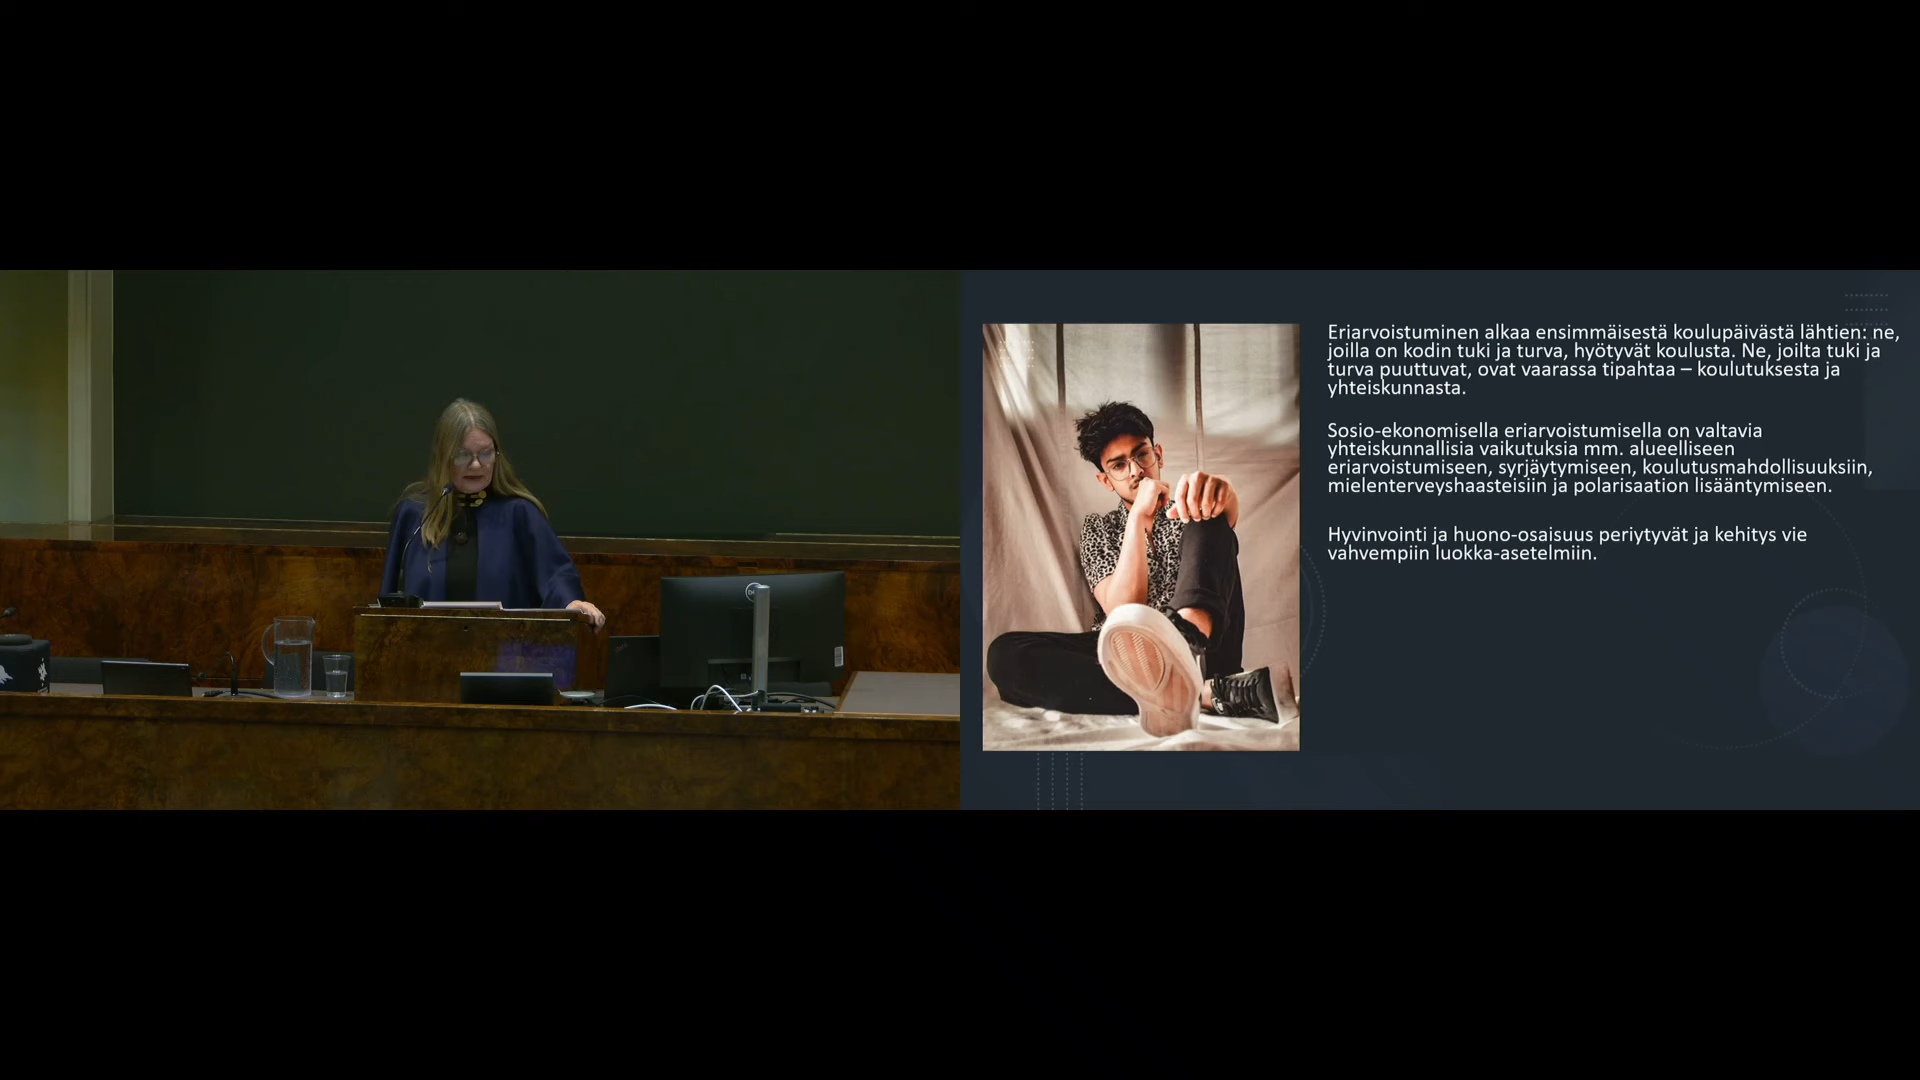 Eriarvoistuminen alkaa ensimmäisestä koulupäivästä lähtien: ne,
joilla on kodin tuki ja turva, hyötyvät koulusta. Ne, joilta tuki ja
turva puuttuvat, ovat vaarassa tipahtaa – koulutuksesta ja
yhteiskunnasta.
Sosio-ekonomisella eriarvoistumisella on valtavia
yhteiskunnallisia vaikutuksia mm. alueelliseen
eriarvoistumiseen, syrjäytymiseen, koulutusmahdollisuuksiin,
mielenterveyshaasteisiin ja polarisaation lisääntymiseen.
Hyvinvointi ja huono-osaisuus periytyvät ja kehitys vie
vahvempiin luokka-asetelmiin.